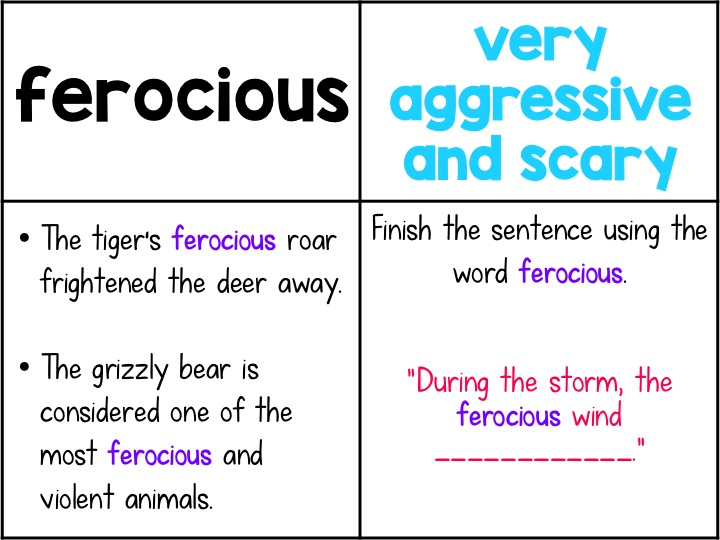 ferocious
very
aggressive
and scary
• The tiger's ferocious roar
frightened the deer away.
• The grizzly bear is
considered one of the
most ferocious and
violent animals.
Finish the sentence using the
word ferocious.
"During the storm, the
ferocious wind
____________."